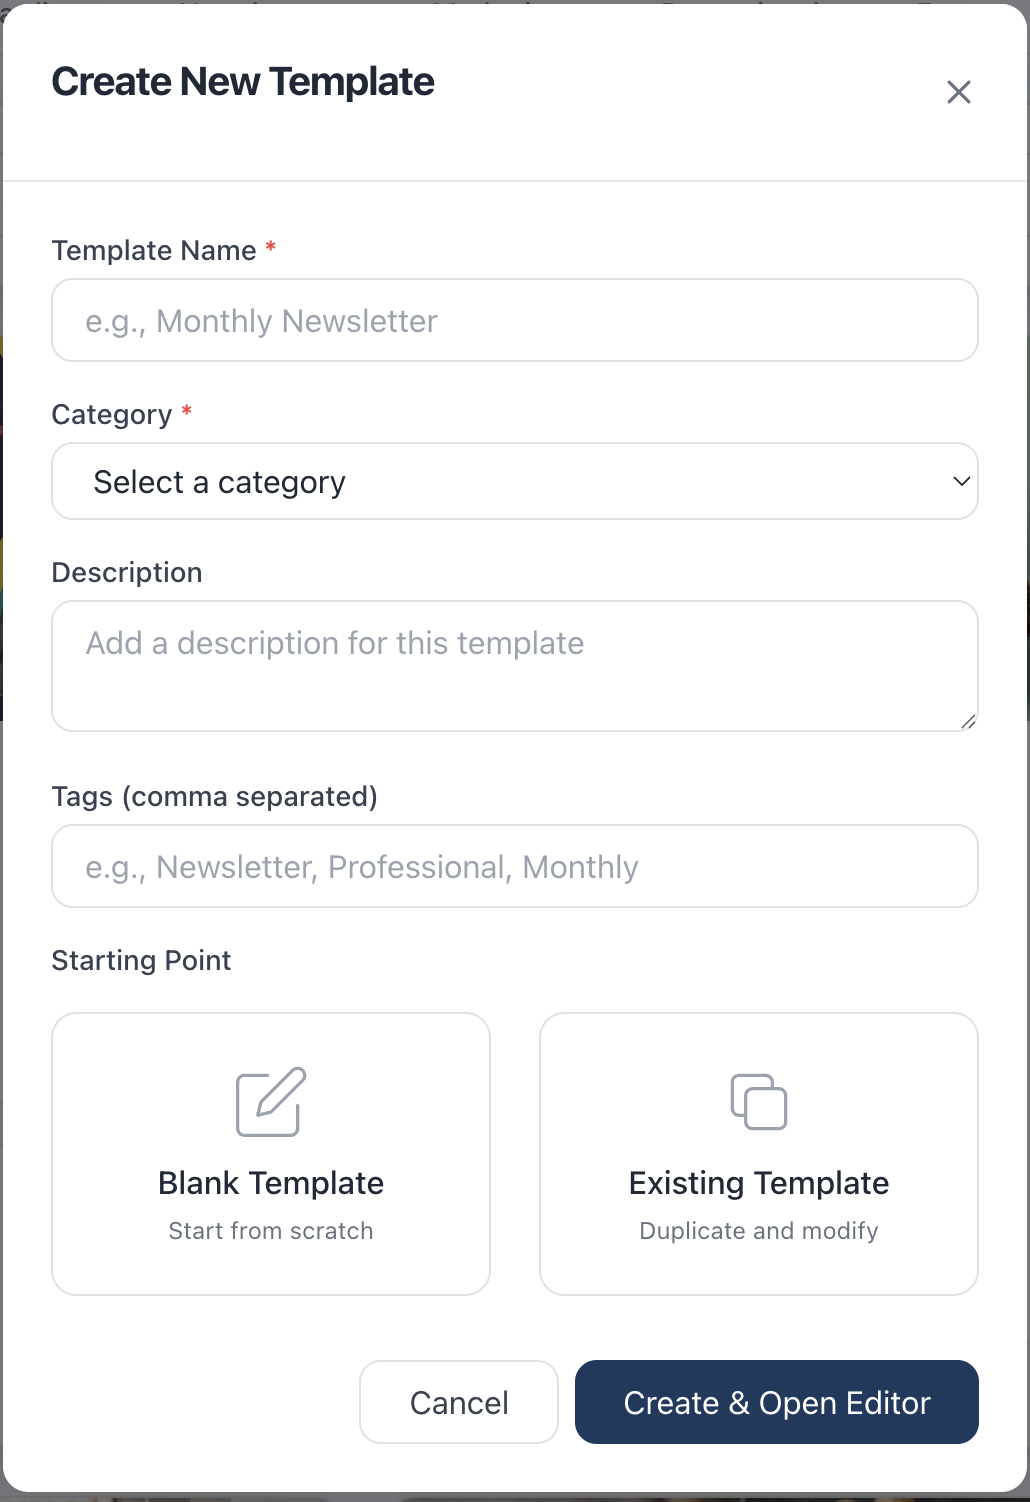 Create New Template
Template Name *
e.g., Monthly Newsletter
Category *
Select a category
Description
Add a description for this template
Tags (comma separated)
e.g., Newsletter, Professional, Monthly
Starting Point
Blank Template
Start from scratch
Existing Template
Duplicate and modify
Cancel
Create & Open Editor